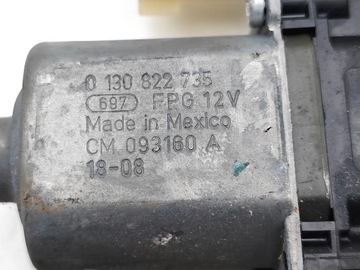 0 130 822 735
697 FPG 12V
Made in Mexico
CM 093160 A
18-08